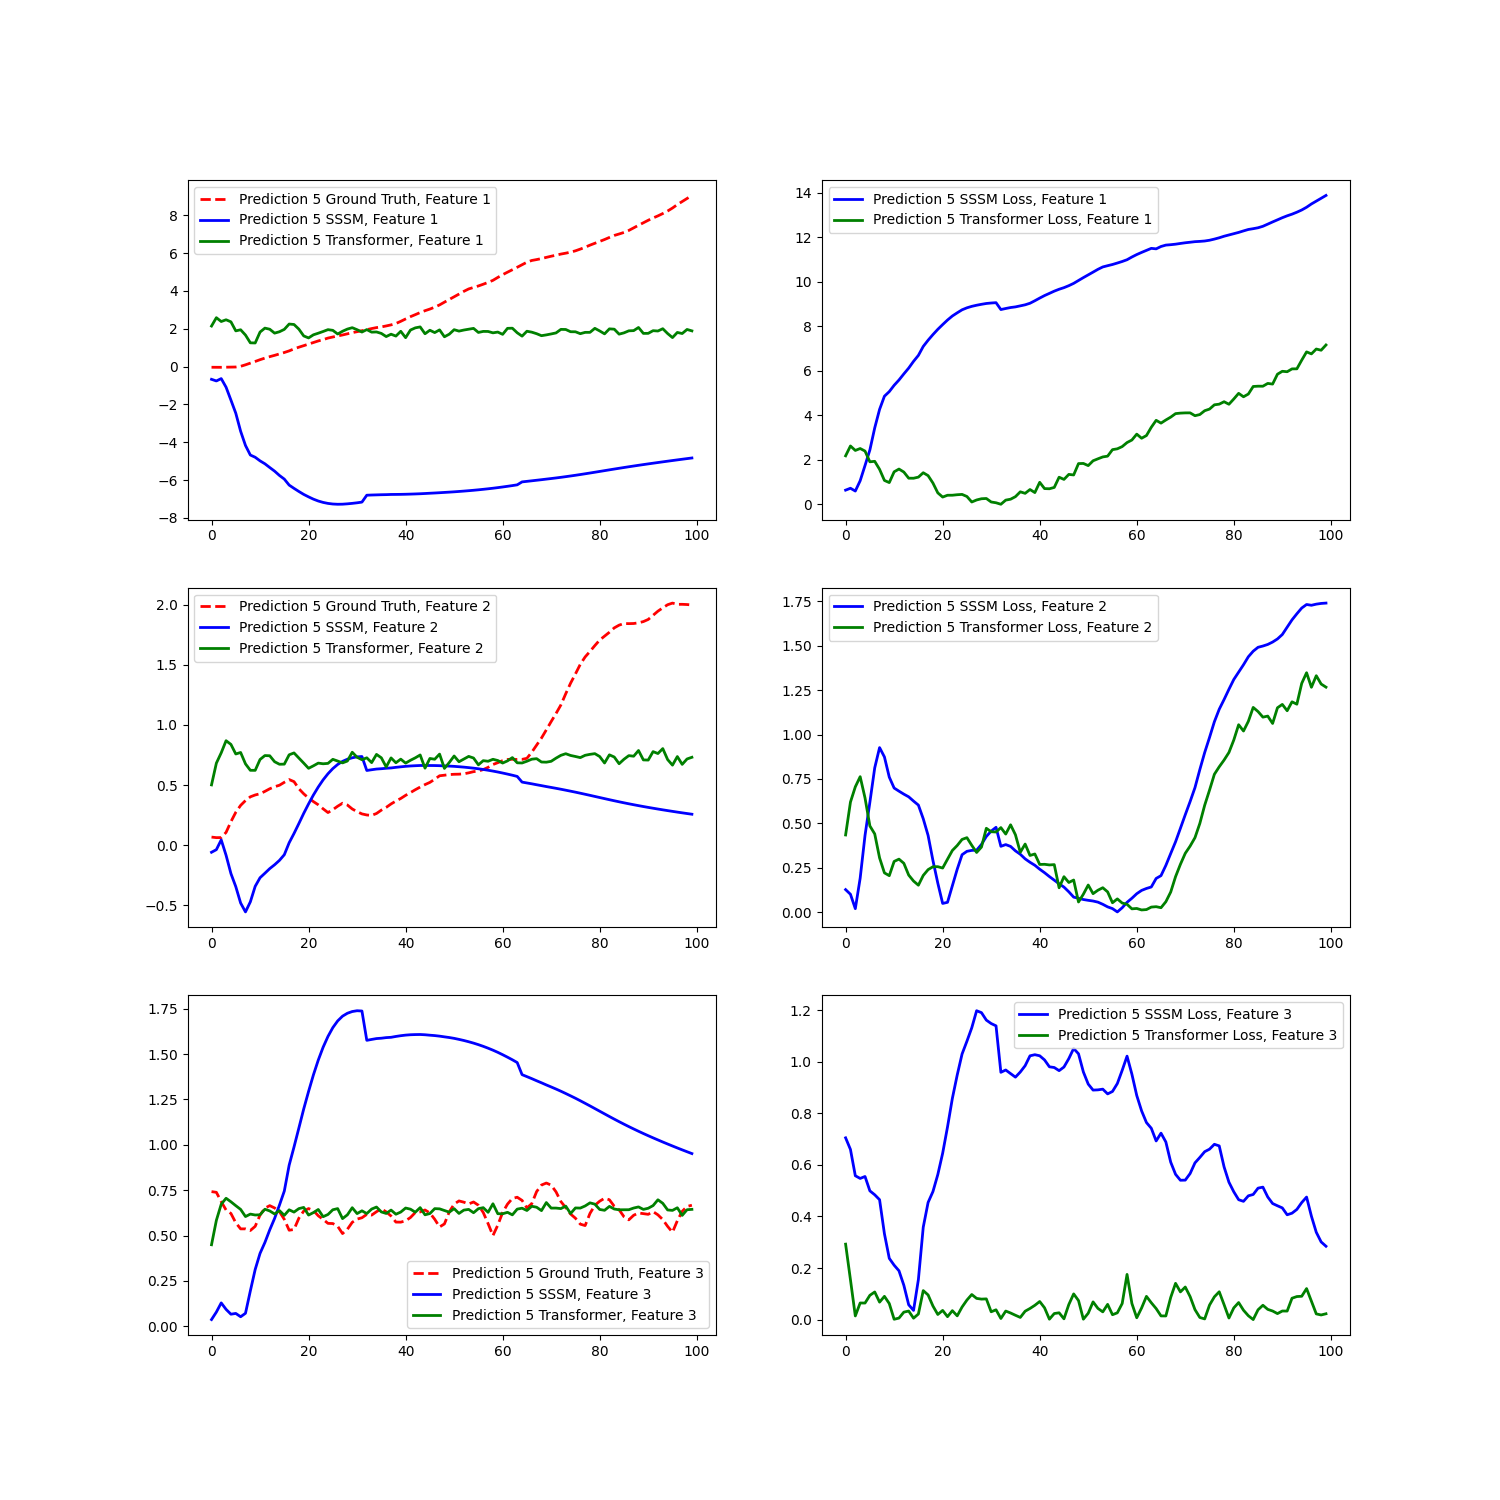 Prediction 5 Ground Truth, Feature 1
Prediction 5 SSSM, Feature 1
Prediction 5 Transformer, Feature 1
8
6
4
2
0
−2
−4
−6
−8
0 20 40 60 80 100
Prediction 5 SSSM Loss, Feature 1
Prediction 5 Transformer Loss, Feature 1
14
12
10
8
6
4
2
0
0 20 40 60 80 100
Prediction 5 Ground Truth, Feature 2
Prediction 5 SSSM, Feature 2
Prediction 5 Transformer, Feature 2
2.0
1.5
1.0
0.5
0.0
−0.5
0 20 40 60 80 100
Prediction 5 SSSM Loss, Feature 2
Prediction 5 Transformer Loss, Feature 2
1.75
1.50
1.25
1.00
0.75
0.50
0.25
0.00
0 20 40 60 80 100
1.75
1.50
1.25
1.00
0.75
0.50
0.25
0.00
Prediction 5 Ground Truth, Feature 3
Prediction 5 SSSM, Feature 3
Prediction 5 Transformer, Feature 3
0 20 40 60 80 100
Prediction 5 SSSM Loss, Feature 3
Prediction 5 Transformer Loss, Feature 3
1.2
1.0
0.8
0.6
0.4
0.2
0.0
0 20 40 60 80 100